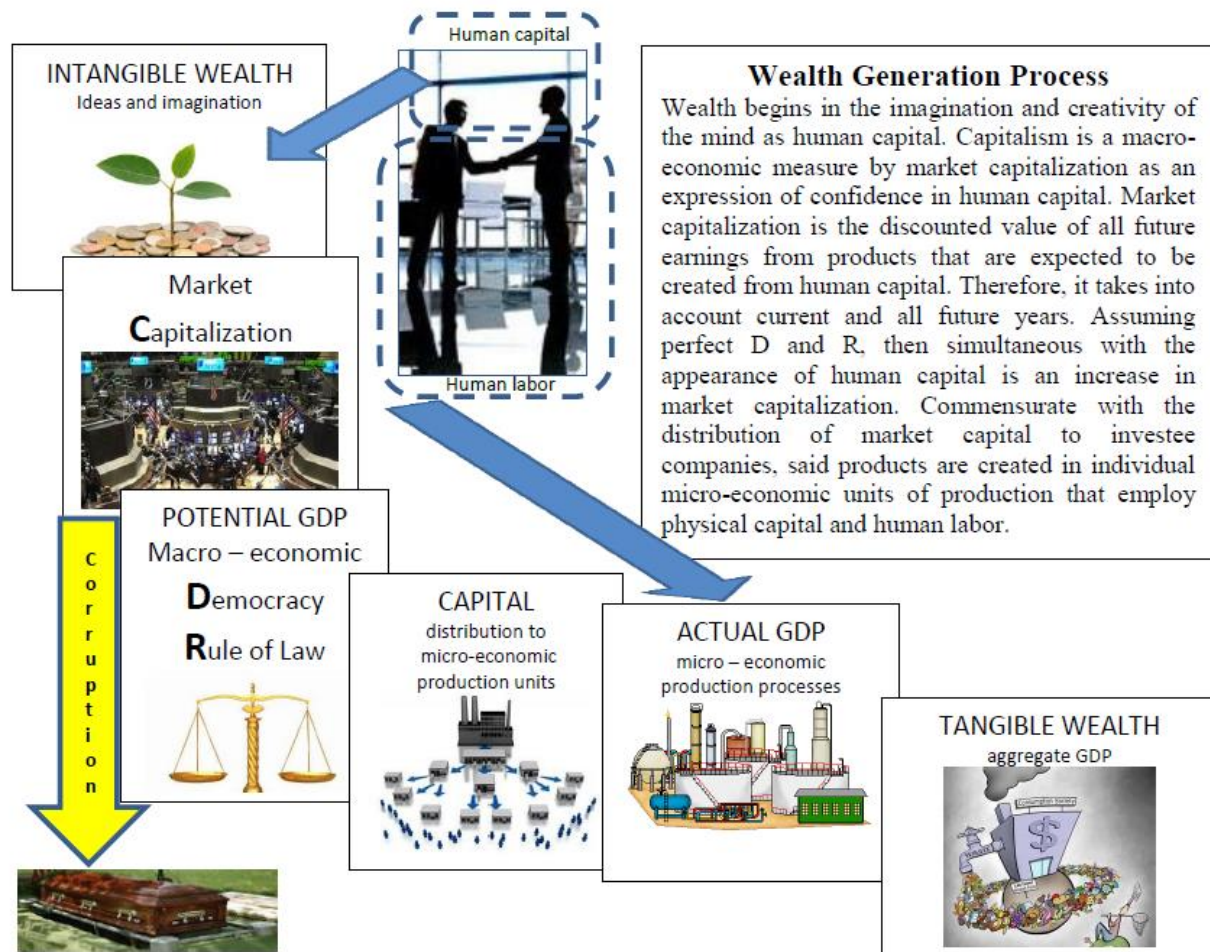 Human capital
INTANGIBLE WEALTH
Ideas and imagination
Market
Capitalization
Human labor
Wealth Generation Process
Wealth begins in the imagination and creativity of
the mind as human capital. Capitalism is a macro-
economic measure by market capitalization as an
expression of confidence in human capital. Market
capitalization is the discounted value of all future
earnings from products that are expected to be
created from human capital. Therefore, it takes into
account current and all future years. Assuming
perfect D and R, then simultaneous with the
appearance of human capital is an increase in
market capitalization. Commensurate with the
distribution of market capital to investee
companies, said products are created in individual
micro-economic units of production that employ
physical capital and human labor.
Corruption
POTENTIAL GDP
Macro – economic
Democracy
Rule of Law
CAPITAL
distribution to
micro-economic
production units
ACTUAL GDP
micro – economic
production processes
TANGIBLE WEALTH
aggregate GDP
Consumption Society
$